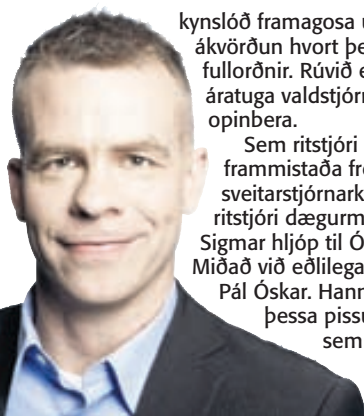 kynslóð framagosa u
ákvörðun hvort þe
fullorðnir. Rúvið e
áratuga valdstjórn
opinbera.
Sem ritstjóri
frammistaða fre
sveitarstjórnark
ritstjóri dægurm
Sigmar hljóp til Ó
Miðað við eðlilega
Pál Óskar. Hann
þessa pissu
sem